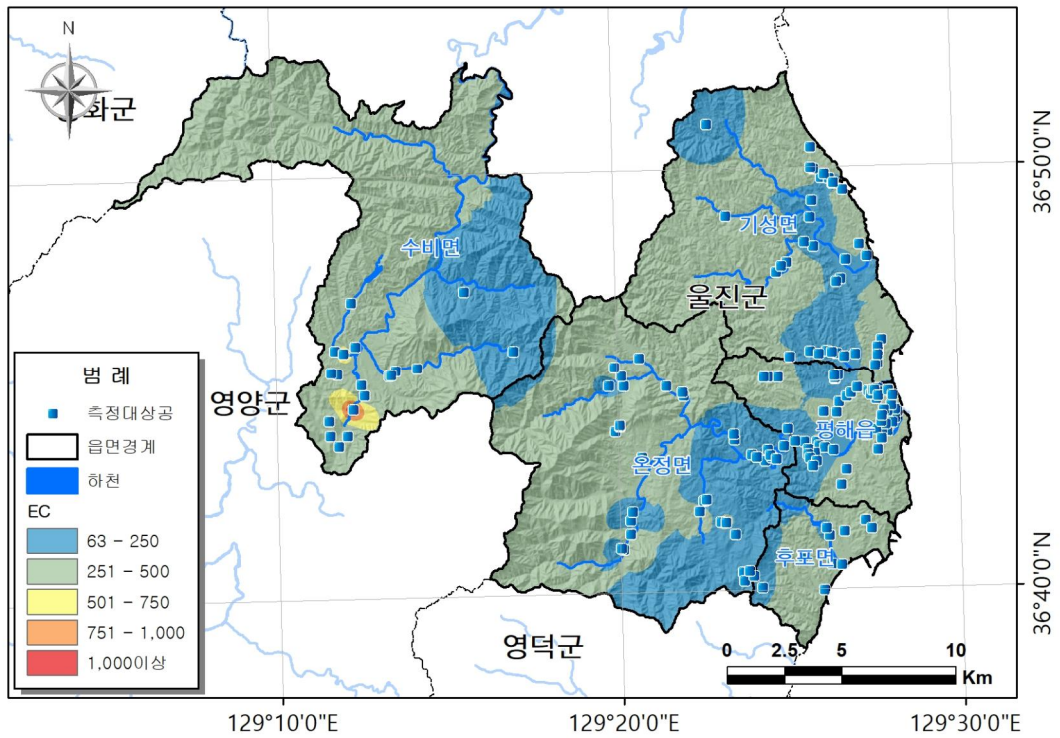 N
화군
36°50'0"N
수비면
기성면
울진군
범 례
측정대상공
읍면경계
하천
EC
63 - 250
251 - 500
501 - 750
751 - 1,000
1,000이상
영양군
평해읍
온정면
후포면
36°40'0"N
영덕군
0 2.5 5 10
Km
129°10'0"E
129°20'0"E
129°30'0"E